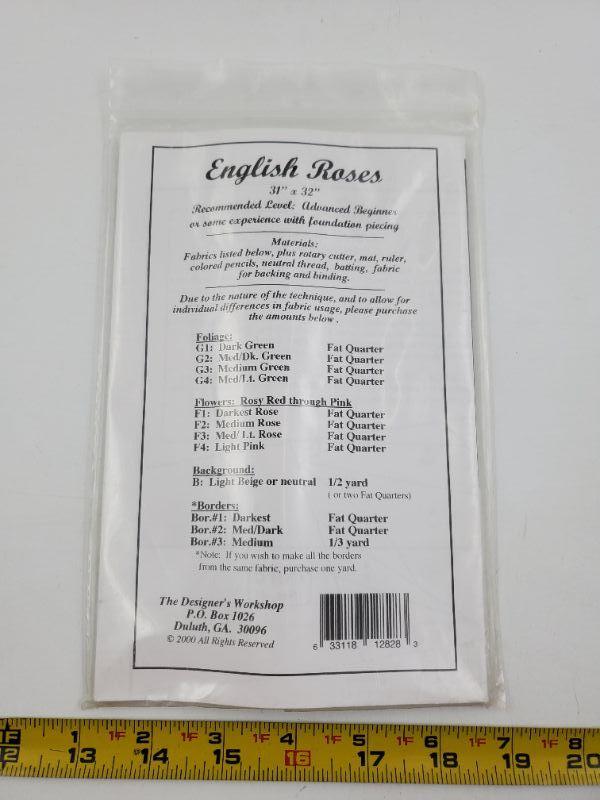 English Roses
31" x 32"
Recommended Level: Advanced Beginner
or some experience with foundation piecing
Materials:
Fabrics listed below, plus rotary cutter, mat, ruler,
colored pencils, neutral thread, batting, fabric
for backing and binding.
Due to the nature of the technique, and to allow for
individual differences in fabric usage, please purchase
the amounts below .
Foliage:
G1: Dark Green Fat Quarter
G2: Med/Dk. Green Fat Quarter
G3: Medium Green Fat Quarter
G4: Med/Lt. Green Fat Quarter
Flowers: Rosy Red through Pink
F1: Darkest Rose Fat Quarter
F2: Medium Rose Fat Quarter
F3: Med/ Lt. Rose Fat Quarter
F4: Light Pink Fat Quarter
Background:
B: Light Beige or neutral 1/2 yard
( or two Fat Quarters)
*Borders:
Bor.#1: Darkest Fat Quarter
Bor.#2: Med/Dark Fat Quarter
Bor.#3: Medium 1/3 yard
*Note: If you wish to make all the borders
from the same fabric, purchase one yard.
The Designer's Workshop
P.O. Box 1026
Duluth, GA. 30096
© 2000 All Rights Reserved
6 33118 12828 3
1F 1 2 3 4 1F 5 6 7 8
12 13 14 15 16 17 18 19 20